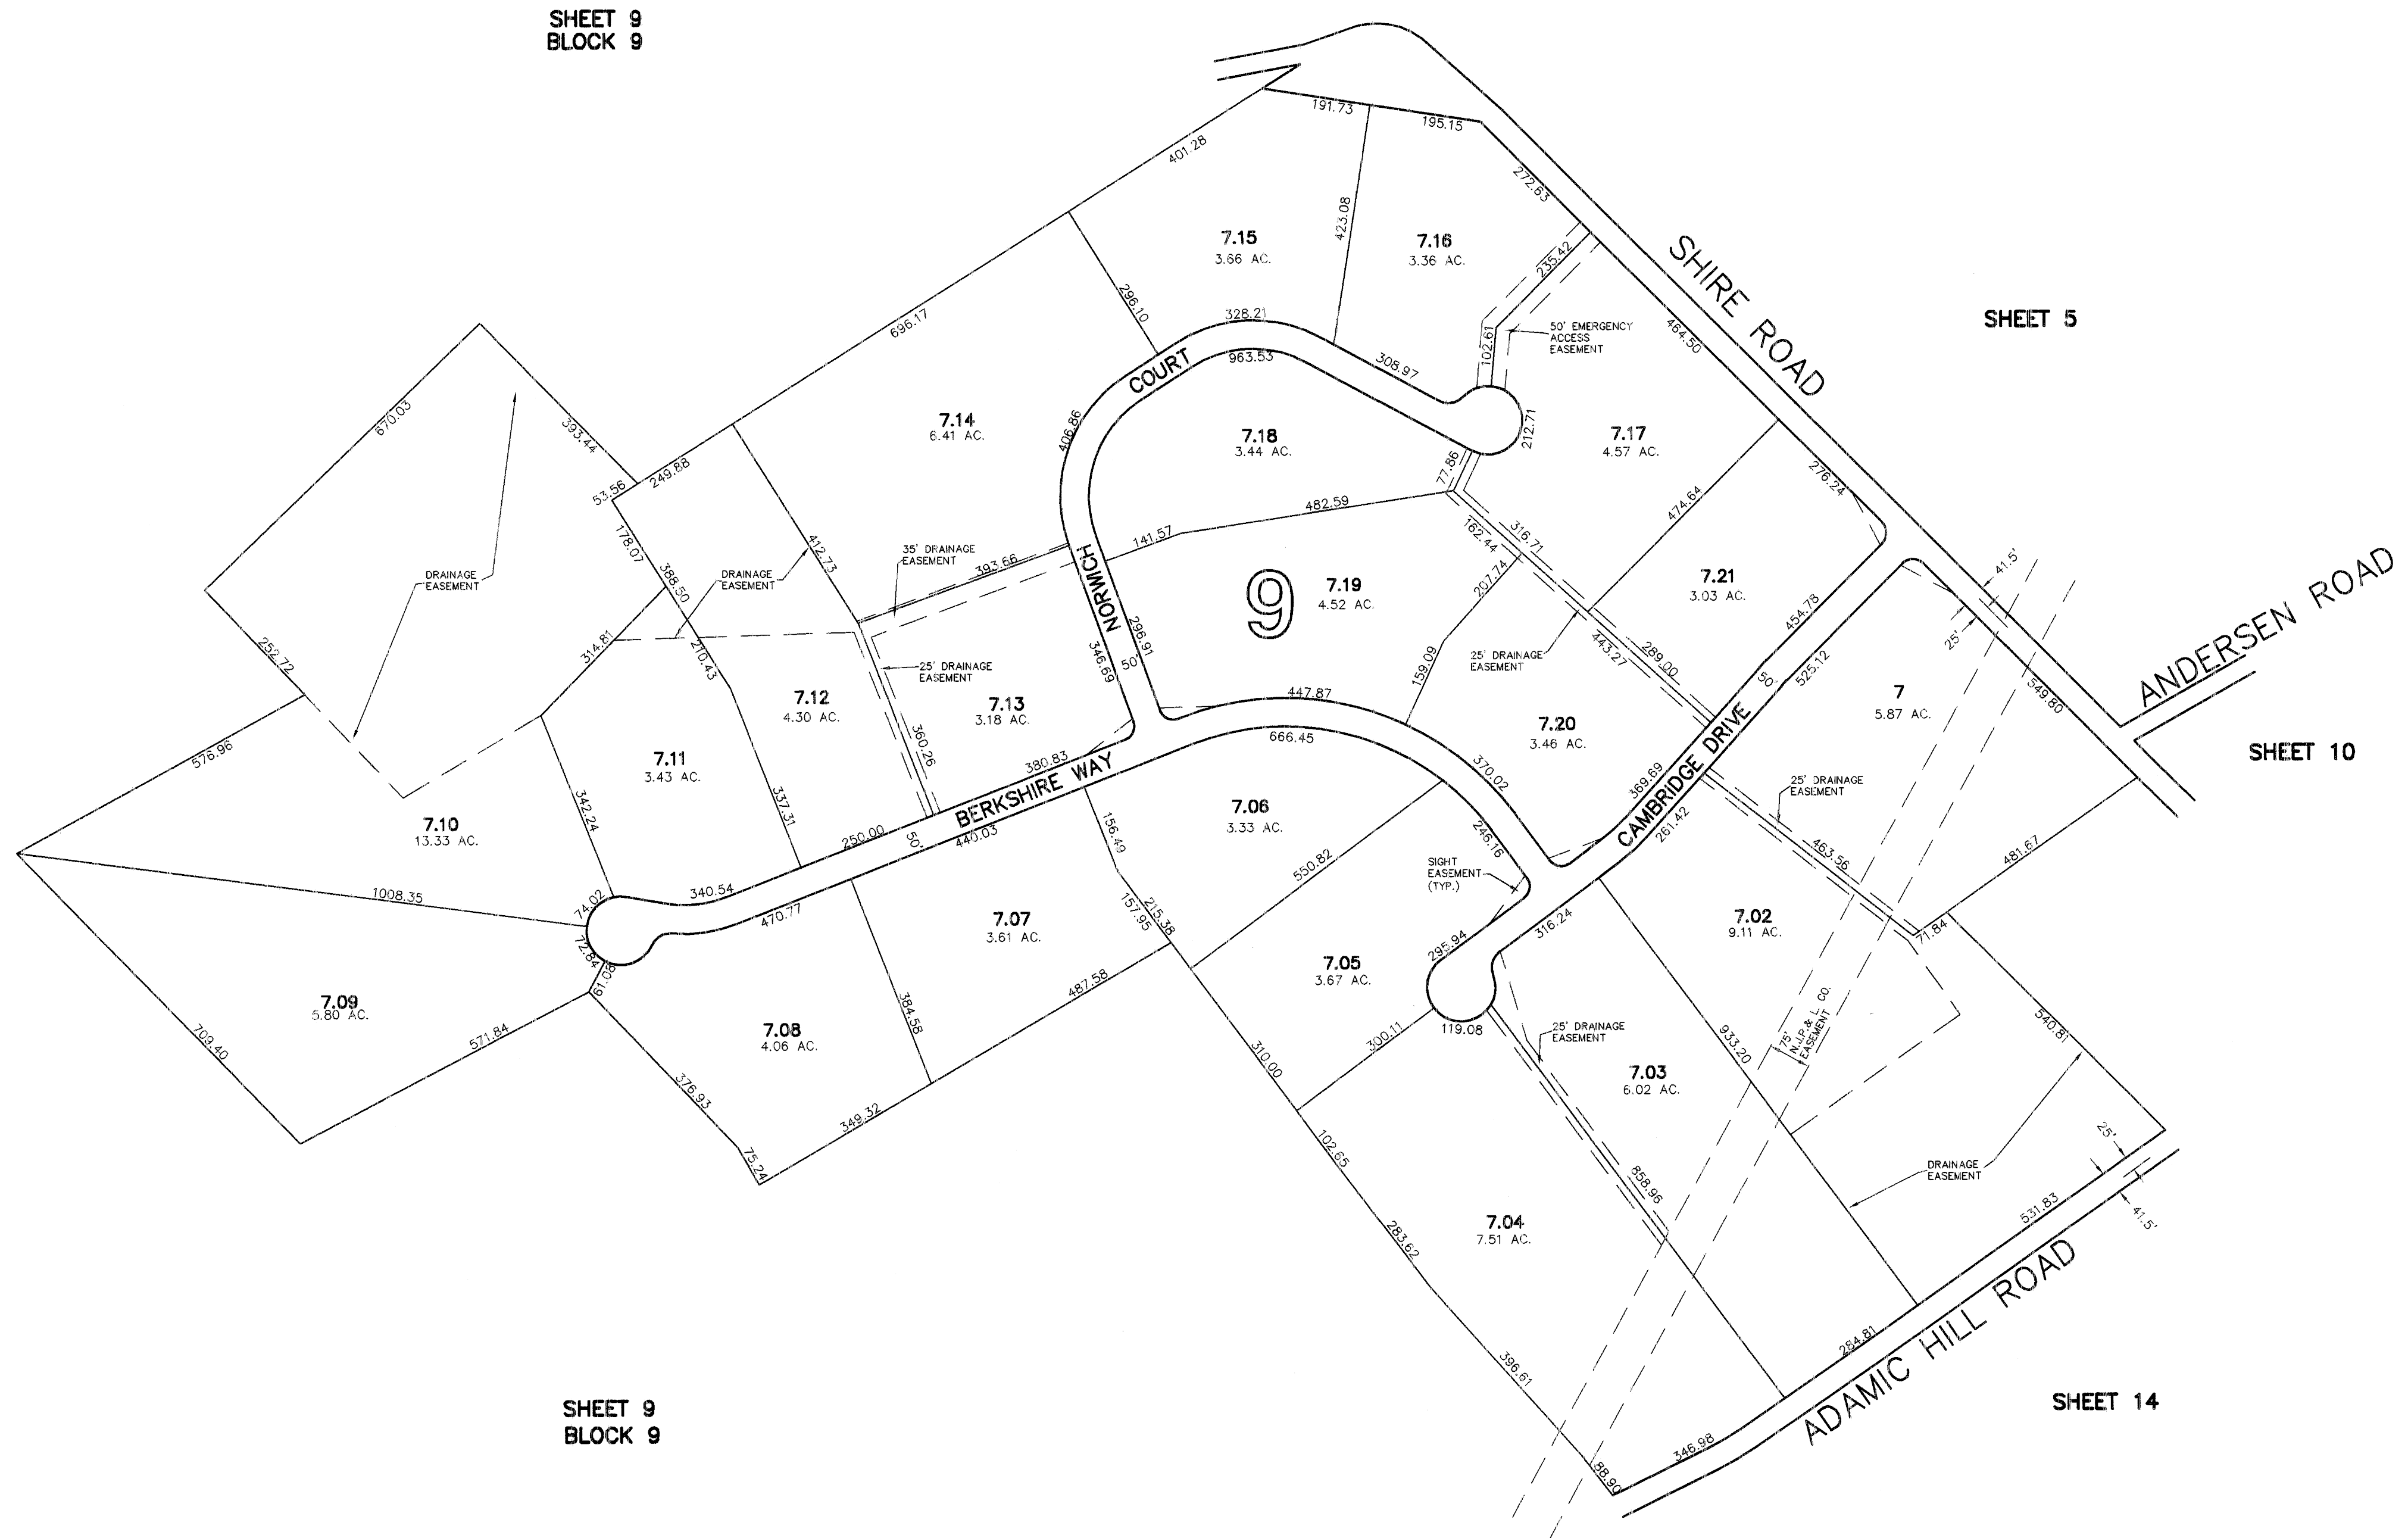 SHEET 9
BLOCK 9
191.73
195.15
401.28
272.63
423.08
7.15
3.66 AC.
7.16
3.36 AC.
235.42
SHIRE ROAD
SHEET 5
296.10
696.17
328.21
963.53
COURT
308.97
102.61
50' EMERGENCY
ACCESS
EASEMENT
464.50
670.03
393.44
7.14
6.41 AC.
406.86
7.18
3.44 AC.
212.71
7.17
4.57 AC.
53.56
249.88
77.86
276.24
178.07
412.73
482.59
474.64
141.57
162.44
316.71
35' DRAINAGE
EASEMENT
393.66
NORWICH
DRAINAGE
EASEMENT
388.50
DRAINAGE
EASEMENT
9
7.19
4.52 AC.
207.74
7.21
3.03 AC.
41.5'
25'
ANDERSEN ROAD
252.72
314.81
210.43
25' DRAINAGE
EASEMENT
346.69
50'
296.91
159.09
25' DRAINAGE
EASEMENT
443.27
289.00
454.78
50'
525.12
549.80
7.12
4.30 AC.
7.13
3.18 AC.
360.26
447.87
666.45
7.20
3.46 AC.
7
5.87 AC.
SHEET 10
576.96
7.11
3.43 AC.
380.83
BERKSHIRE WAY
370.02
369.69
CAMBRIDGE DRIVE
261.42
25' DRAINAGE
EASEMENT
7.10
13.33 AC.
342.24
337.31
250.00
50'
440.03
156.49
7.06
3.33 AC.
246.16
463.56
481.67
1008.35
74.02
340.54
470.77
550.82
SIGHT
EASEMENT
(TYP.)
7.07
3.61 AC.
215.38
157.95
316.24
295.94
7.02
9.11 AC.
71.84
72.84
61.08
7.05
3.67 AC.
7.09
5.80 AC.
709.40
571.84
7.08
4.06 AC.
384.58
487.58
300.11
119.08
25' DRAINAGE
EASEMENT
933.20
75'
N.J.P.& L. CO.
EASEMENT
540.81
310.00
7.03
6.02 AC.
376.93
349.32
75.24
102.65
25'
858.96
DRAINAGE
EASEMENT
7.04
7.51 AC.
283.62
531.83
41.5'
284.81
396.61
ADAMIC HILL ROAD
SHEET 9
BLOCK 9
SHEET 14
346.98
88.90